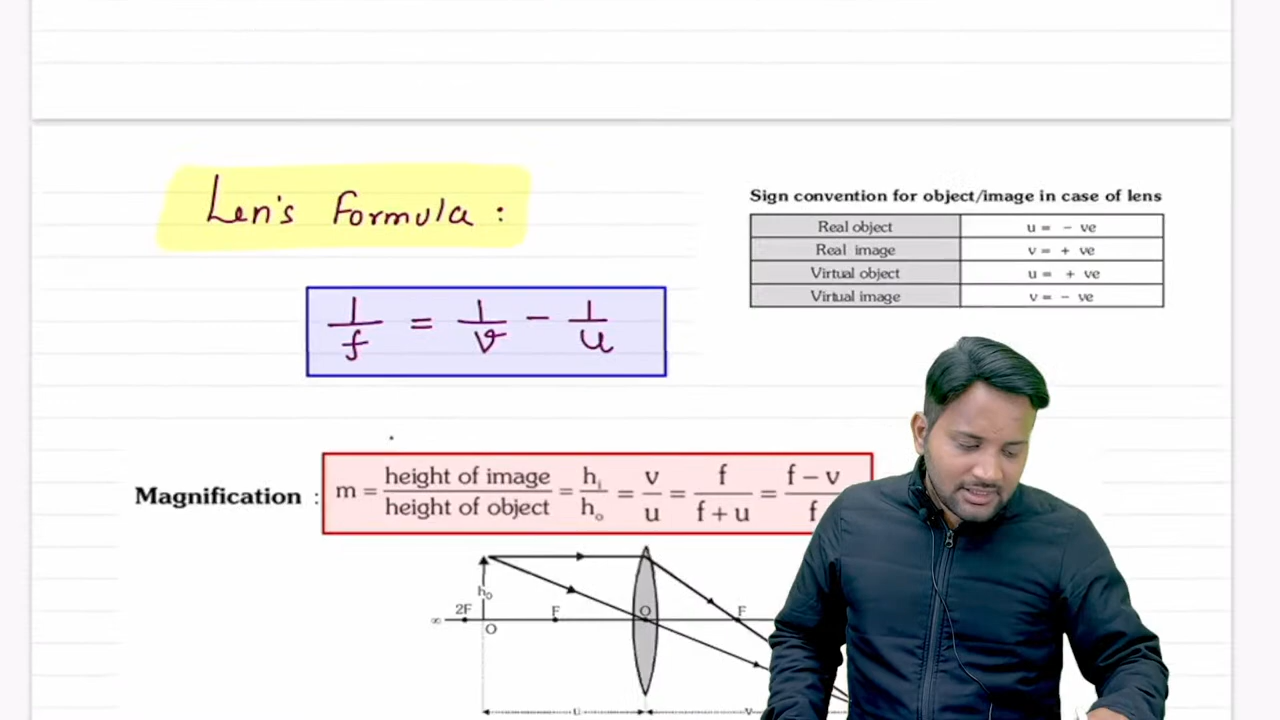 Len's Formula :
Sign convention for object/image in case of lens
Real object u = - ve
Real image v = + ve
Virtual object u = + ve
Virtual image v = - ve
1/f = 1/v - 1/u
Magnification : m = height of image/height of object = hᵢ/hₒ = v/u = f/(f + u) = (f - v)/f
hₒ
2F F O F
∞ O
u v